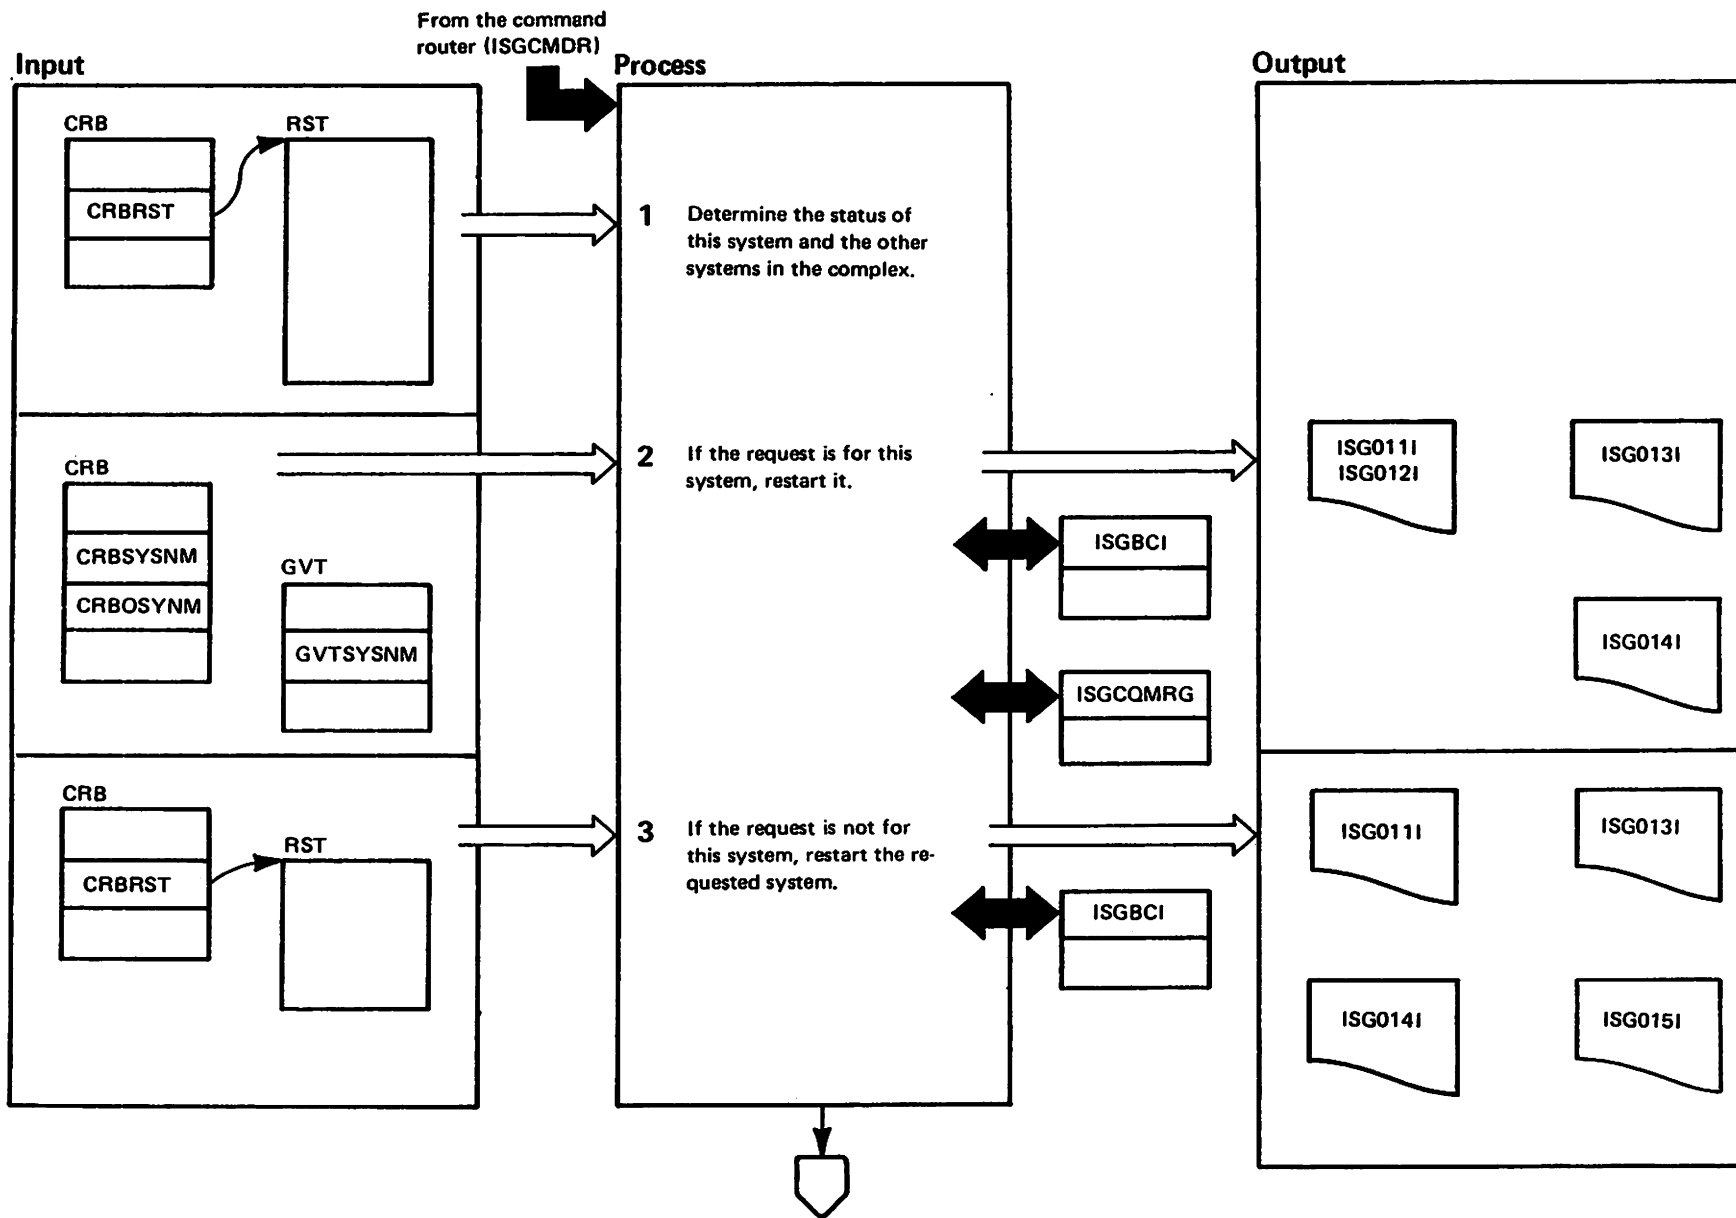 From the command
router (ISGCMDR)
Input
Process
Output
CRB
RST
CRBRST
1 Determine the status of
this system and the other
systems in the complex.
CRB
CRBSYSNM
CRBOSYNM
GVT
GVTSYSNM
2 If the request is for this
system, restart it.
ISGBCI
ISGCQMRG
ISG011I
ISG012I
ISG013I
ISG014I
CRB
RST
CRBRST
3 If the request is not for
this system, restart the re-
quested system.
ISGBCI
ISG011I
ISG013I
ISG014I
ISG015I